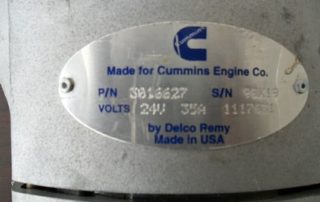 Made for Cummins Engine Co.
P/N 3016627 S/N
VOLTS 24V 35A
by Delco Remy
Made in USA